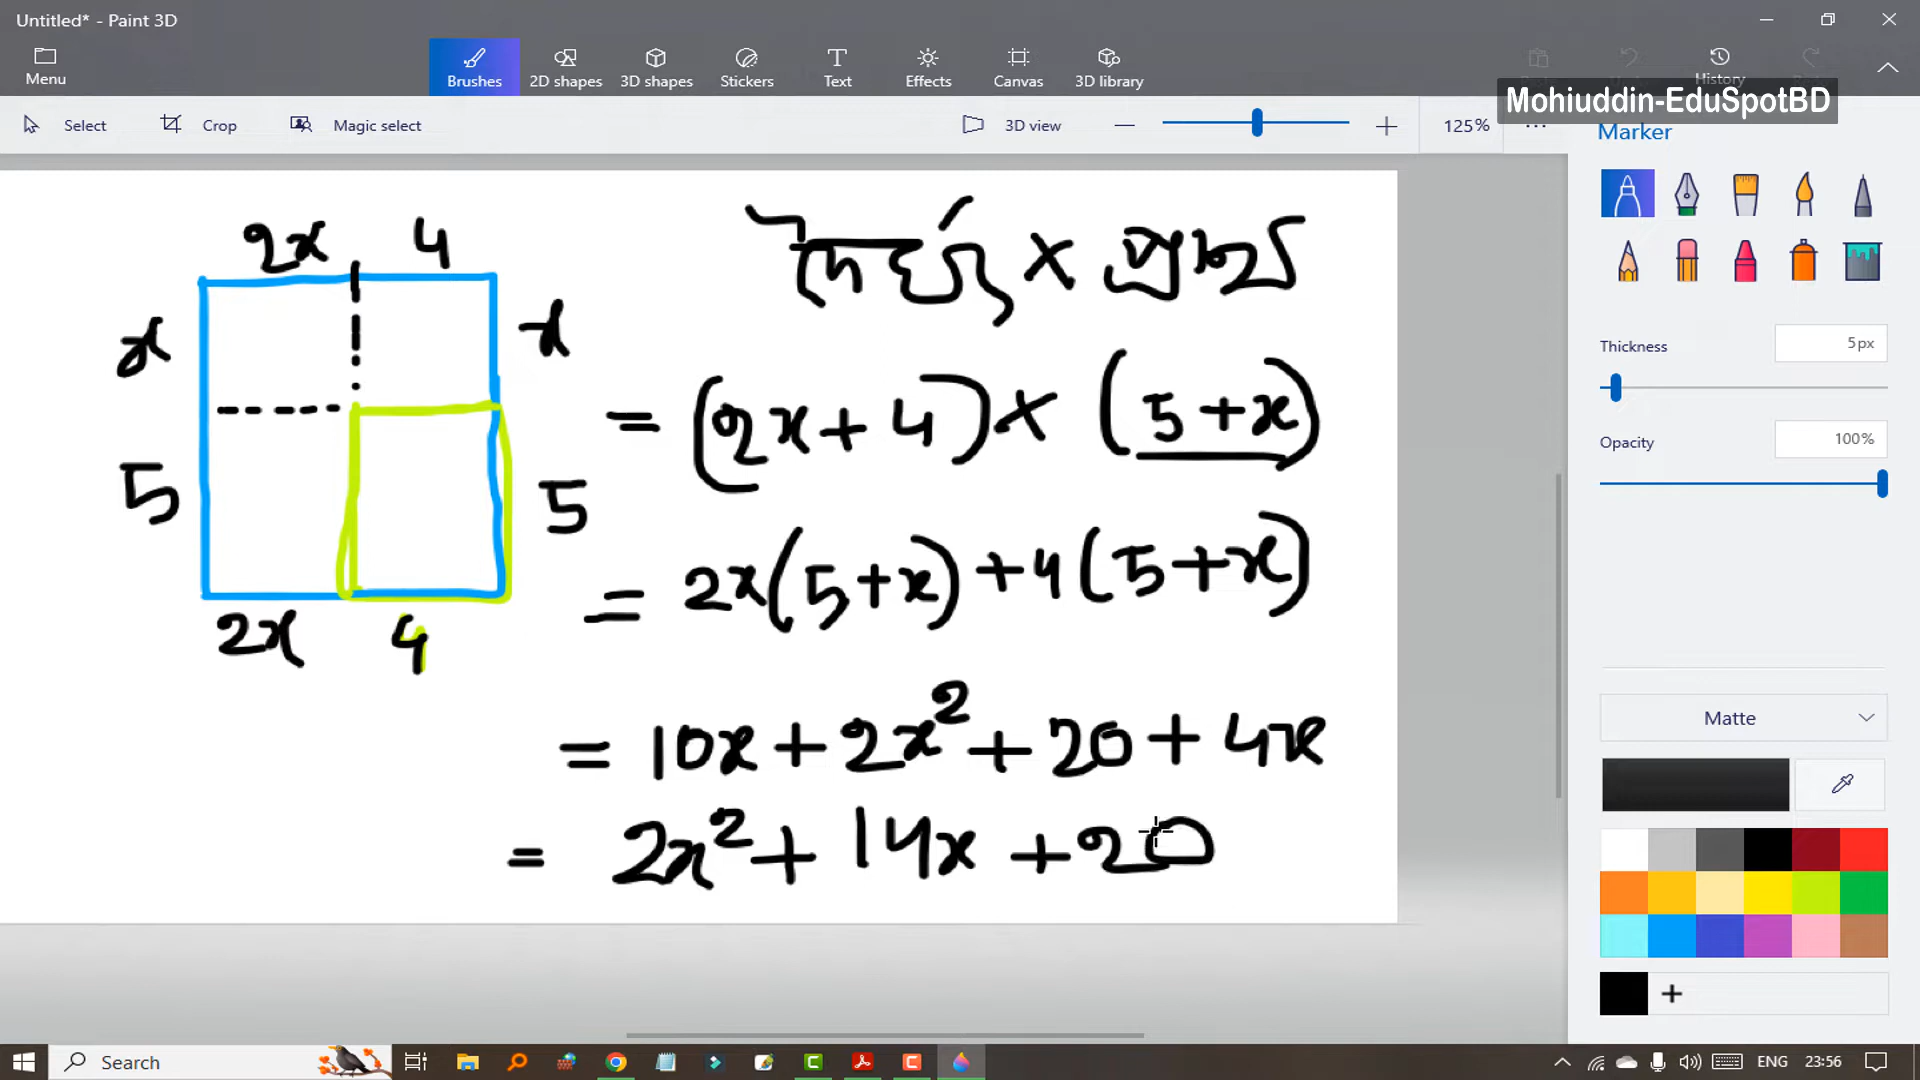 Untitled* - Paint 3D
Menu
Brushes
2D shapes
3D shapes
Stickers
Text
Effects
Canvas
3D library
History
Mohiuddin-EduSpotBD
Select
Crop
Magic select
3D view
125%
Marker
Thickness
5px
Opacity
100%
Matte
2x 4
x x
5 5
2x 4
দৈর্ঘ্য × প্রস্থ
= (2x+4) × (5+x)
= 2x(5+x)+4(5+x)
= 10x+2x²+20+4x
= 2x²+14x+20
Search
ENG
23:56